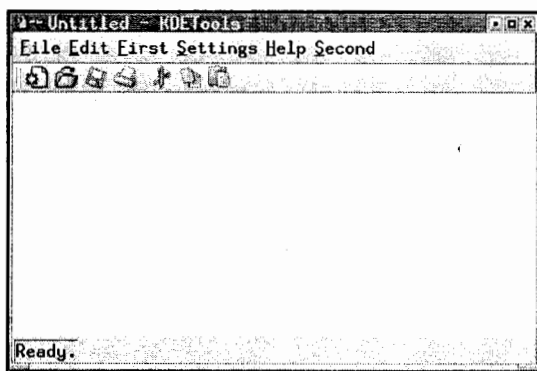 Untitled - KDETools
File Edit First Settings Help Second
Ready.